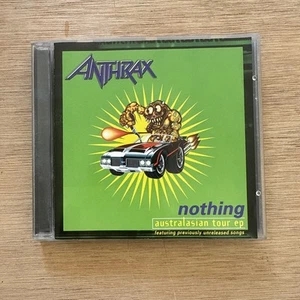 ANTHRAX
nothing
australasian tour ep
featuring previously unreleased songs